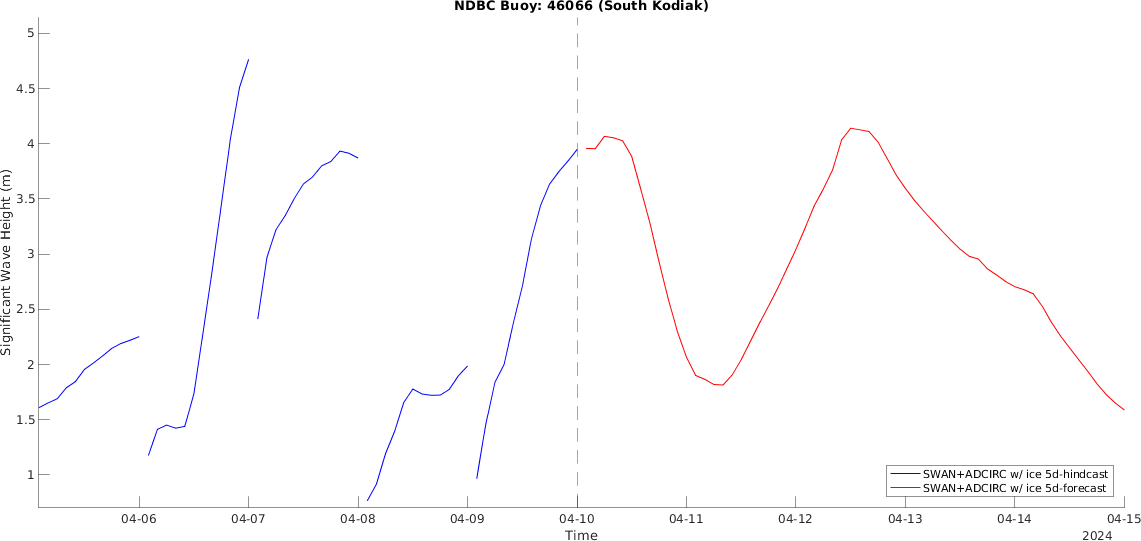 NDBC Buoy: 46066 (South Kodiak)
Significant Wave Height (m)
5
4.5
4
3.5
3
2.5
2
1.5
1
SWAN+ADCIRC w/ ice 5d-hindcast
SWAN+ADCIRC w/ ice 5d-forecast
04-06 04-07 04-08 04-09 04-10 04-11 04-12 04-13 04-14 04-15
Time
2024